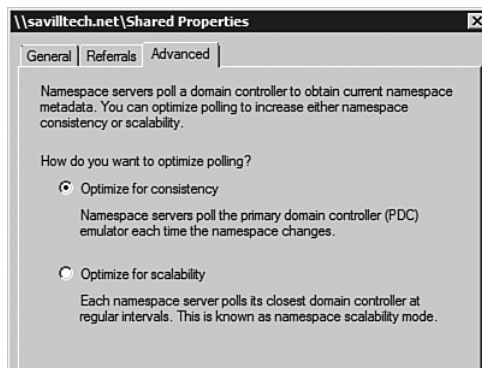 \\savilltech.net\Shared Properties
General
Referrals
Advanced
Namespace servers poll a domain controller to obtain current namespace
metadata. You can optimize polling to increase either namespace
consistency or scalability.
How do you want to optimize polling?
Optimize for consistency
Namespace servers poll the primary domain controller (PDC)
emulator each time the namespace changes.
Optimize for scalability
Each namespace server polls its closest domain controller at
regular intervals. This is known as namespace scalability mode.